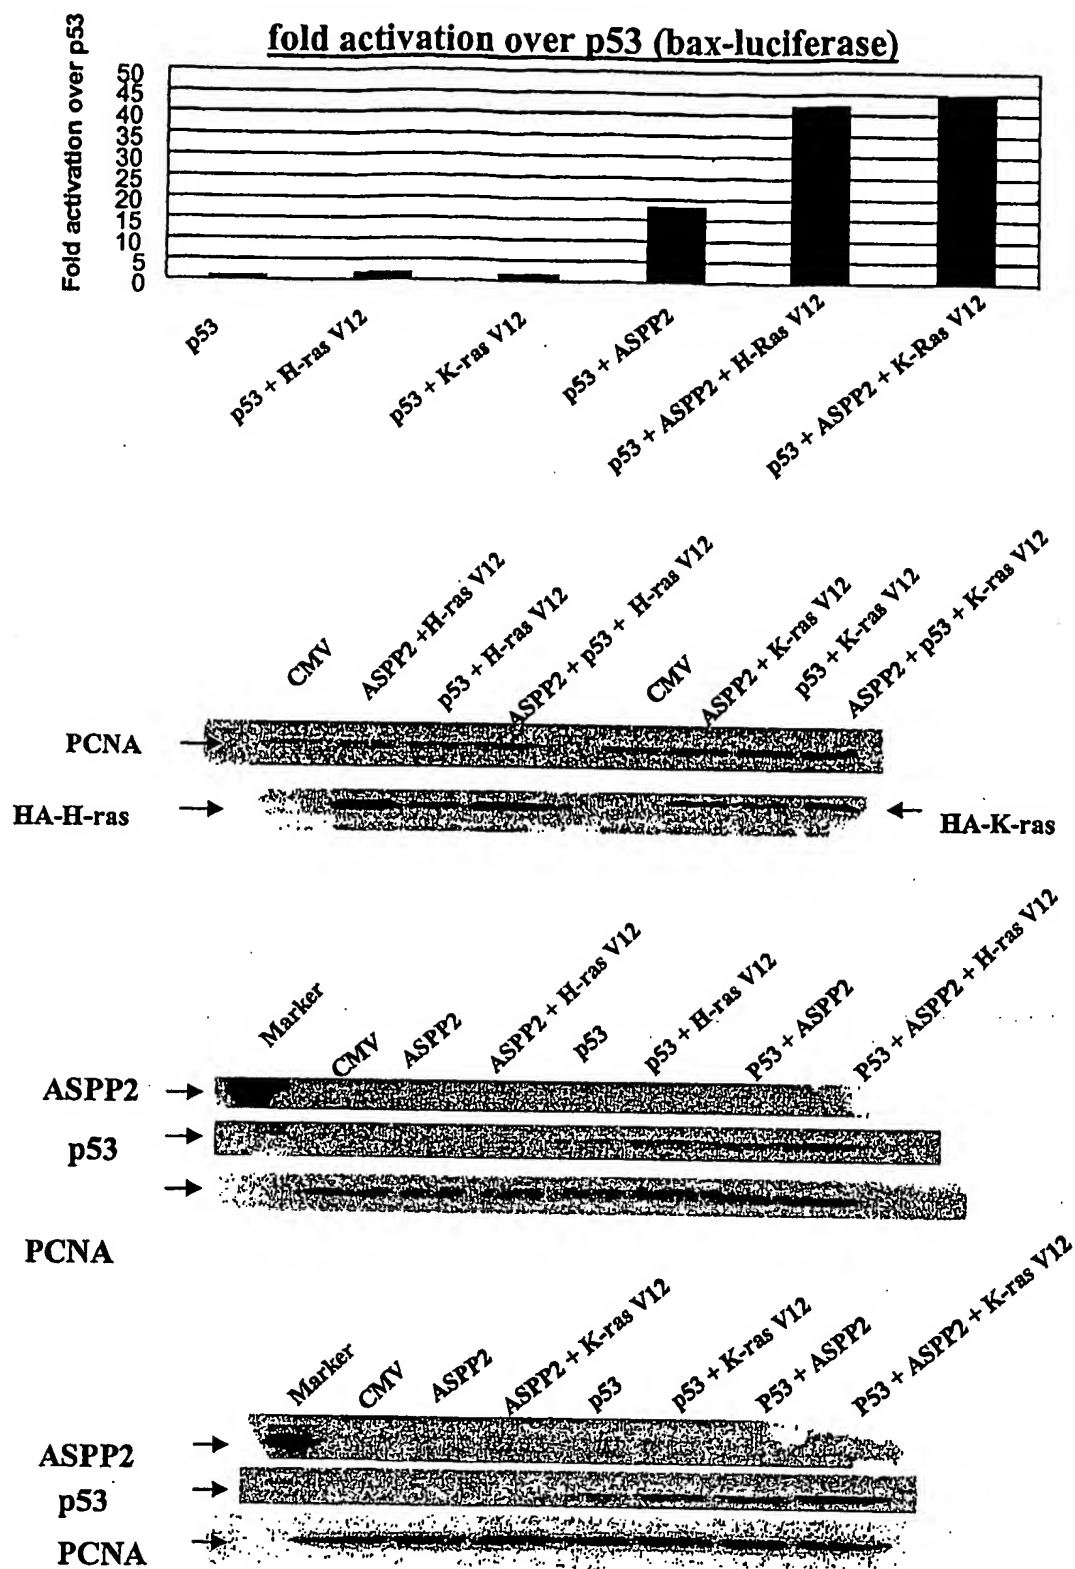 fold activation over p53 (bax-luciferase)
Fold activation over p53
50
45
40
35
30
25
20
15
10
5
0
p53
p53 + H-ras V12
p53 + K-ras V12
p53 + ASPP2
p53 + ASPP2 + H-Ras V12
p53 + ASPP2 + K-Ras V12
CMV
ASPP2 +H-ras V12
p53 + H-ras V12
ASPP2 + p53 + H-ras V12
CMV
ASPP2 + K-ras V12
p53 + K-ras V12
ASPP2 + p53 + K-ras V12
PCNA
HA-H-ras
HA-K-ras
Marker
CMV
ASPP2
ASPP2 + H-ras V12
p53
p53 + H-ras V12
P53 + ASPP2
P53 + ASPP2 + H-ras V12
ASPP2
p53
PCNA
Marker
CMV
ASPP2
ASPP2 + K-ras V12
p53
p53 + K-ras V12
P53 + ASPP2
P53 + ASPP2 + K-ras V12
ASPP2
p53
PCNA